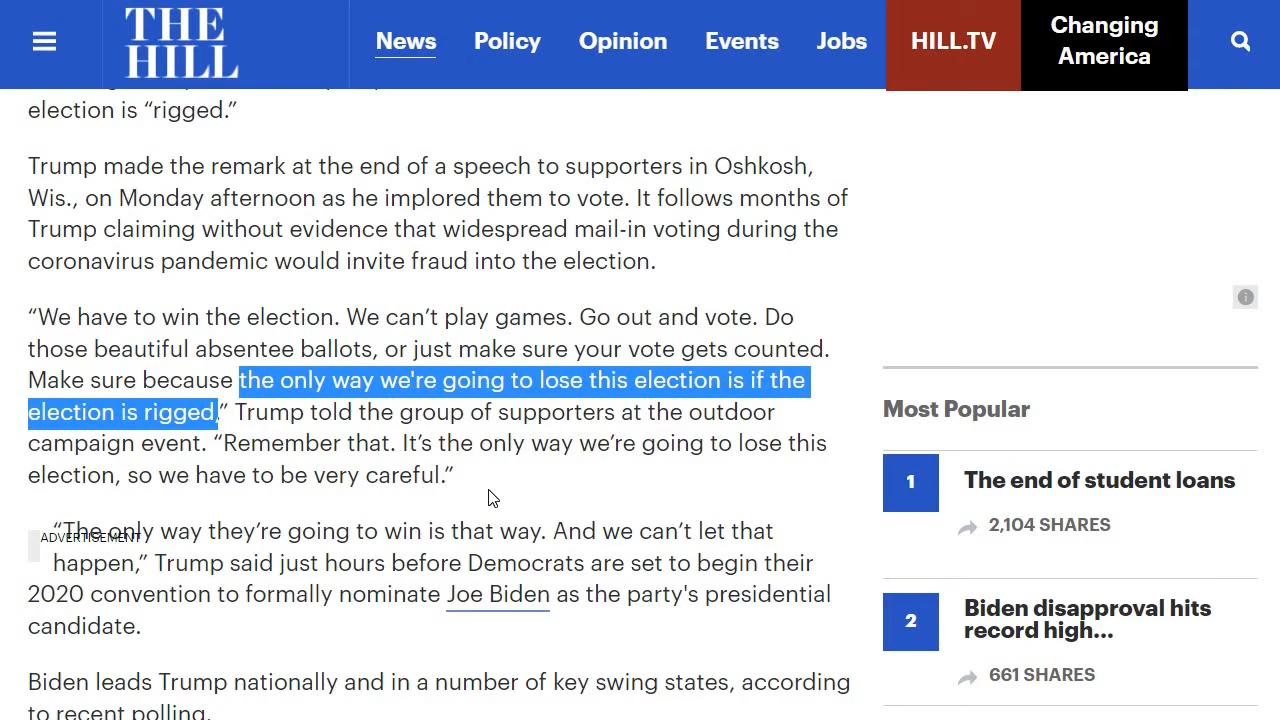 THE
HILL
News
Policy
Opinion
Events
Jobs
HILL.TV
Changing
America
election is “rigged.”
Trump made the remark at the end of a speech to supporters in Oshkosh,
Wis., on Monday afternoon as he implored them to vote. It follows months of
Trump claiming without evidence that widespread mail-in voting during the
coronavirus pandemic would invite fraud into the election.
“We have to win the election. We can’t play games. Go out and vote. Do
those beautiful absentee ballots, or just make sure your vote gets counted.
Make sure because the only way we're going to lose this election is if the
election is rigged,” Trump told the group of supporters at the outdoor
campaign event. “Remember that. It’s the only way we’re going to lose this
election, so we have to be very careful.”
“The only way they’re going to win is that way. And we can’t let that
ADVERTISEMENT
happen,” Trump said just hours before Democrats are set to begin their
2020 convention to formally nominate Joe Biden as the party's presidential
candidate.
Biden leads Trump nationally and in a number of key swing states, according
to recent polling.
Most Popular
1
The end of student loans
2,104 SHARES
2
Biden disapproval hits
record high...
661 SHARES